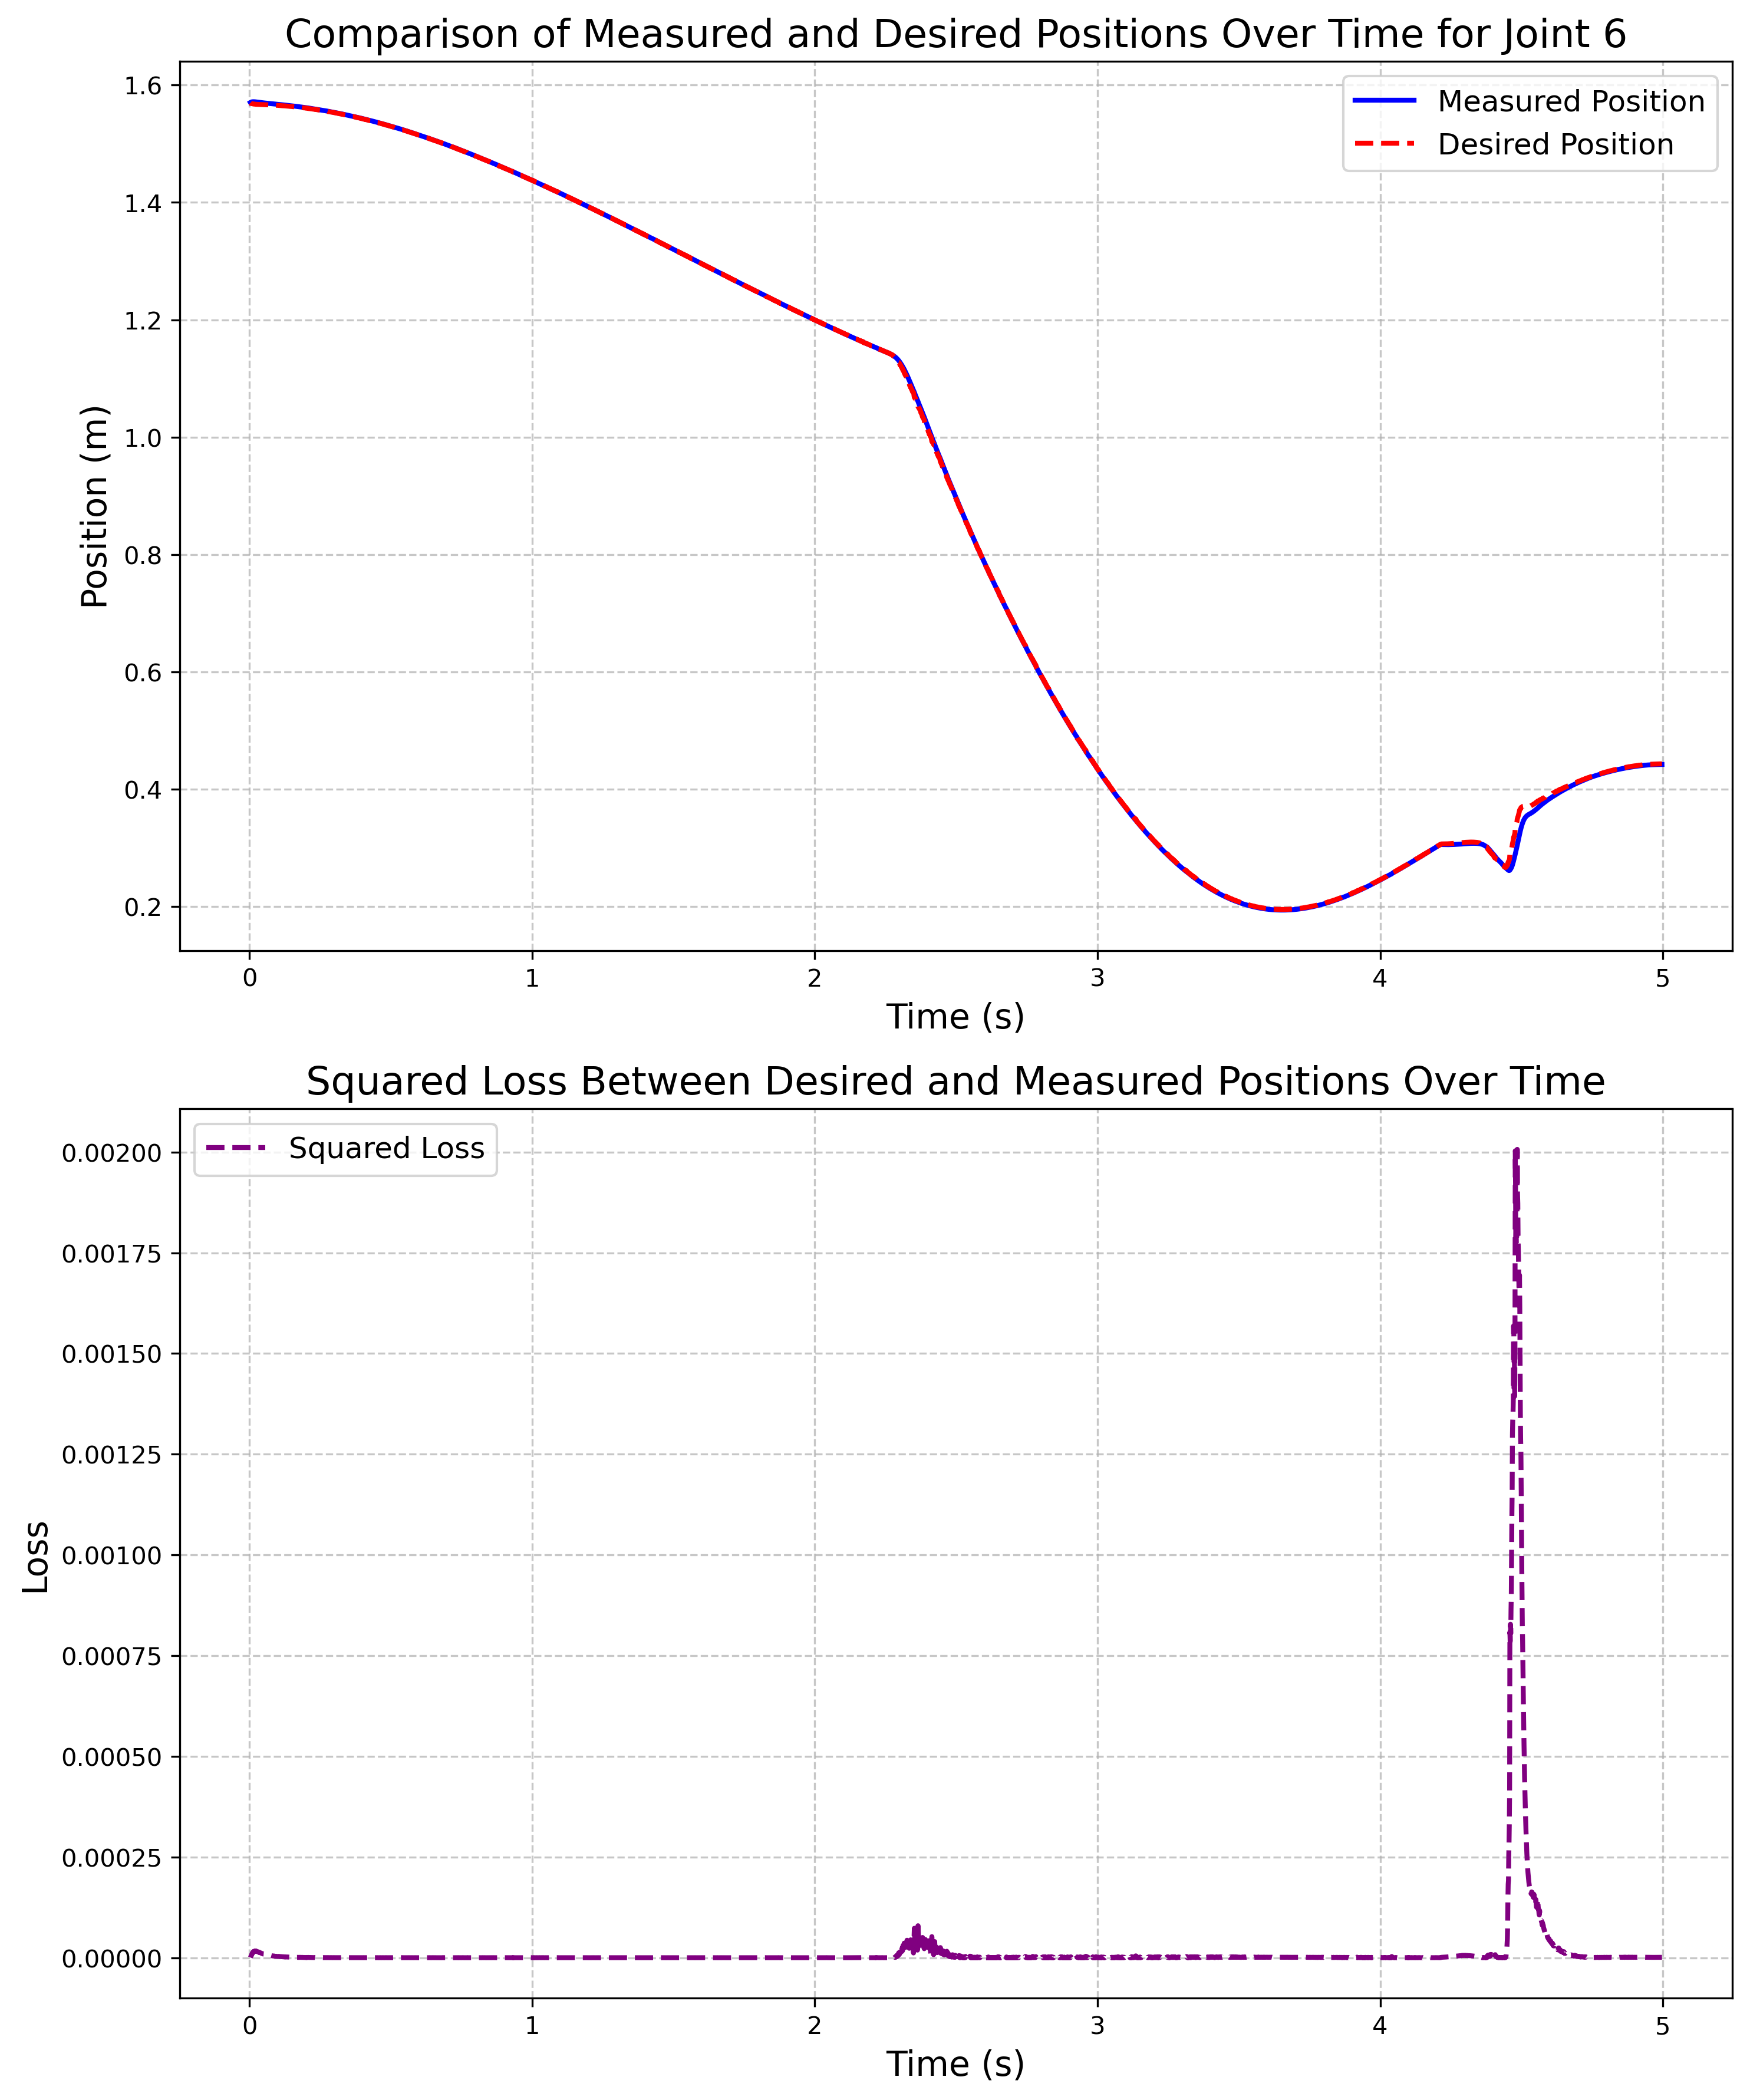 Comparison of Measured and Desired Positions Over Time for Joint 6
Measured Position
Desired Position
1.6
1.4
1.2
1.0
0.8
0.6
0.4
0.2
Position (m)
0 1 2 3 4 5
Time (s)
Squared Loss Between Desired and Measured Positions Over Time
Squared Loss
0.00200
0.00175
0.00150
0.00125
0.00100
0.00075
0.00050
0.00025
0.00000
Loss
0 1 2 3 4 5
Time (s)